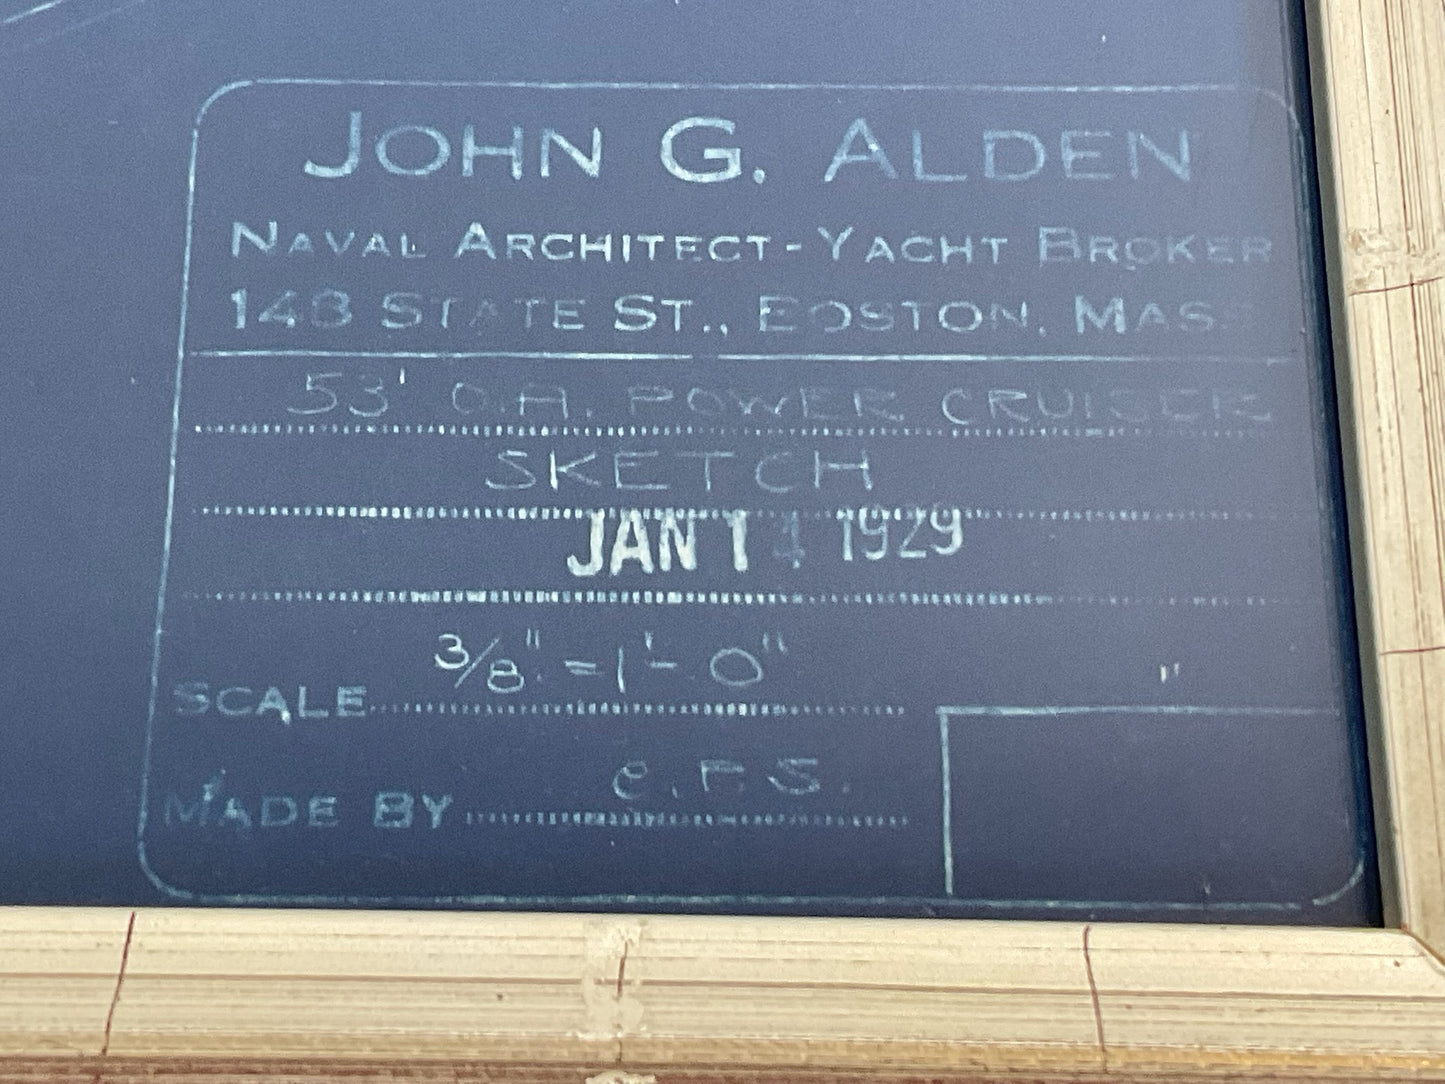 JOHN G. ALDEN
NAVAL ARCHITECT - YACHT BROKER
148 STATE ST., BOSTON, MASS.
53' O.A. POWER CRUISER
SKETCH
JAN 14 1929
SCALE 3/8" = 1'-0"
MADE BY C.F.S.